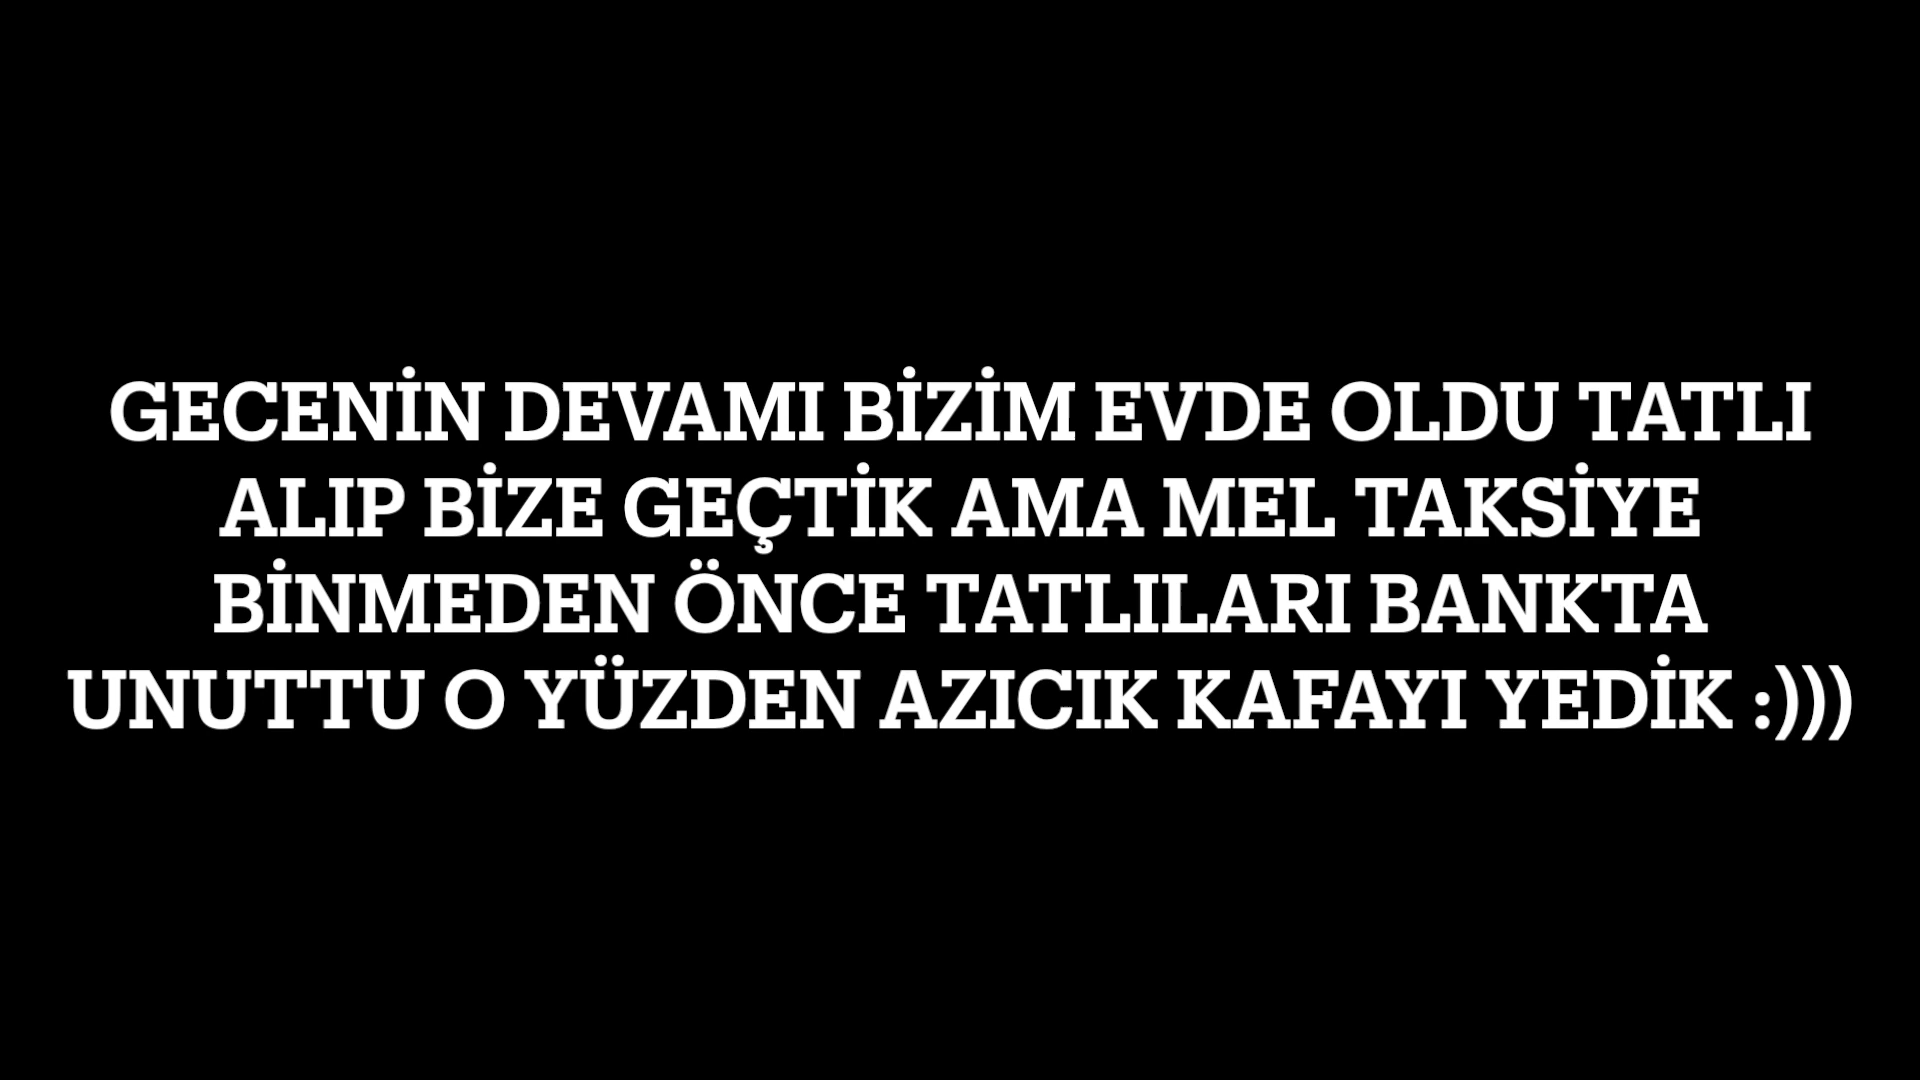 GECENİN DEVAMI BİZİM EVDE OLDU TATLI
ALIP BİZE GEÇTİK AMA MEL TAKSİYE
BİNMEDEN ÖNCE TATLILARI BANKTA
UNUTTU O YÜZDEN AZICIK KAFAYI YEDİK :)))